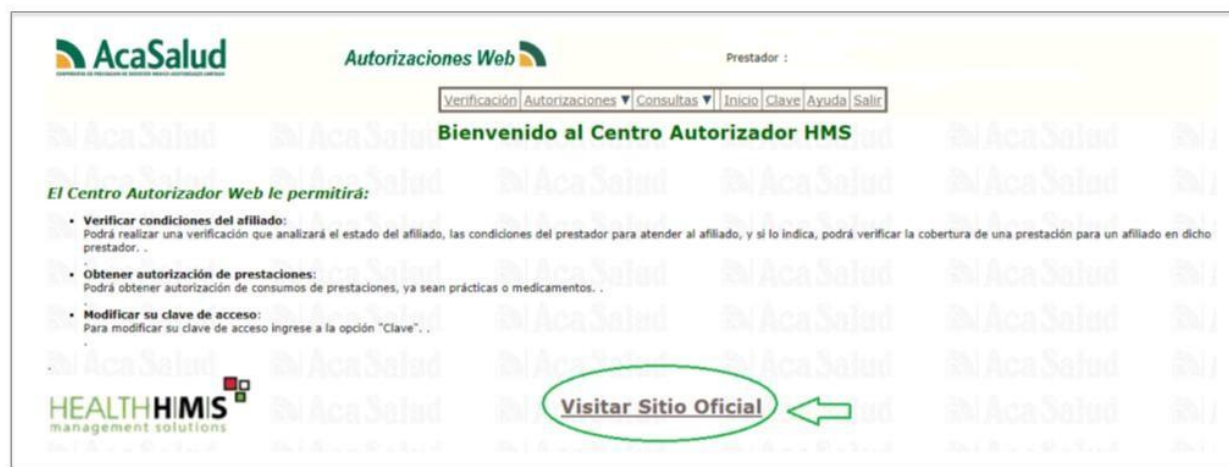 AcaSalud
Autorizaciones Web
Prestador :
Verificación Autorizaciones ▼ Consultas ▼ Inicio Clave Ayuda Salir
Bienvenido al Centro Autorizador HMS
El Centro Autorizador Web le permitirá:
• Verificar condiciones del afiliado:
Podrá realizar una verificación que analizará el estado del afiliado, las condiciones del prestador para atender al afiliado, y si lo indica, podrá verificar la cobertura de una prestación para un afiliado en dicho
prestador. .
.
• Obtener autorización de prestaciones:
Podrá obtener autorización de consumos de prestaciones, ya sean prácticas o medicamentos. .
.
• Modificar su clave de acceso:
Para modificar su clave de acceso ingrese a la opción "Clave". .
.
.
HEALTH HMS
management solutions
Visitar Sitio Oficial